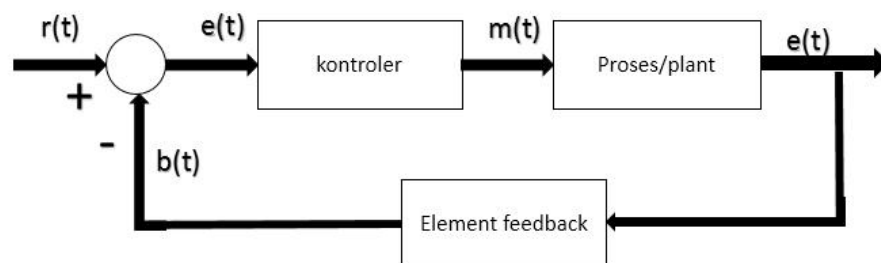 r(t)
e(t)
m(t)
e(t)
kontroler
Proses/plant
+
-
b(t)
Element feedback